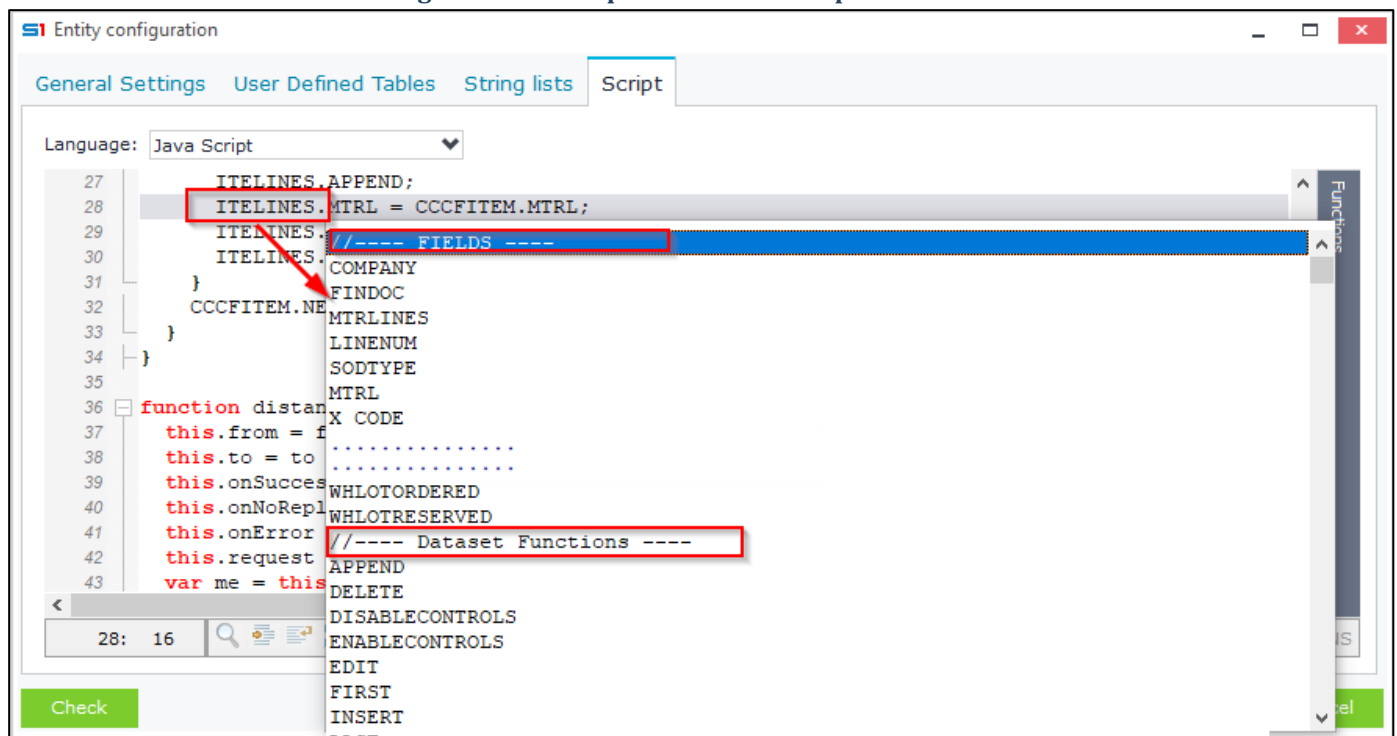 S1 Entity configuration
General Settings User Defined Tables String lists Script
Language: Java Script
Functions
27 ITELINES.APPEND;
28 ITELINES.MTRL = CCCFITEM.MTRL;
29 ITELINES.
30 ITELINES.
31 }
32 CCCFITEM.NE
33 }
34 }
35
36 function distan
37 this.from = f
38 this.to = to
39 this.onSucces
40 this.onNoRepl
41 this.onError
42 this.request
43 var me = this
//---- FIELDS ----
COMPANY
FINDOC
MTRLINES
LINENUM
SODTYPE
MTRL
X CODE
...............
...............
WHLOTORDERED
WHLOTRESERVED
//---- Dataset Functions ----
APPEND
DELETE
DISABLECONTROLS
ENABLECONTROLS
EDIT
FIRST
INSERT
28: 16
Check